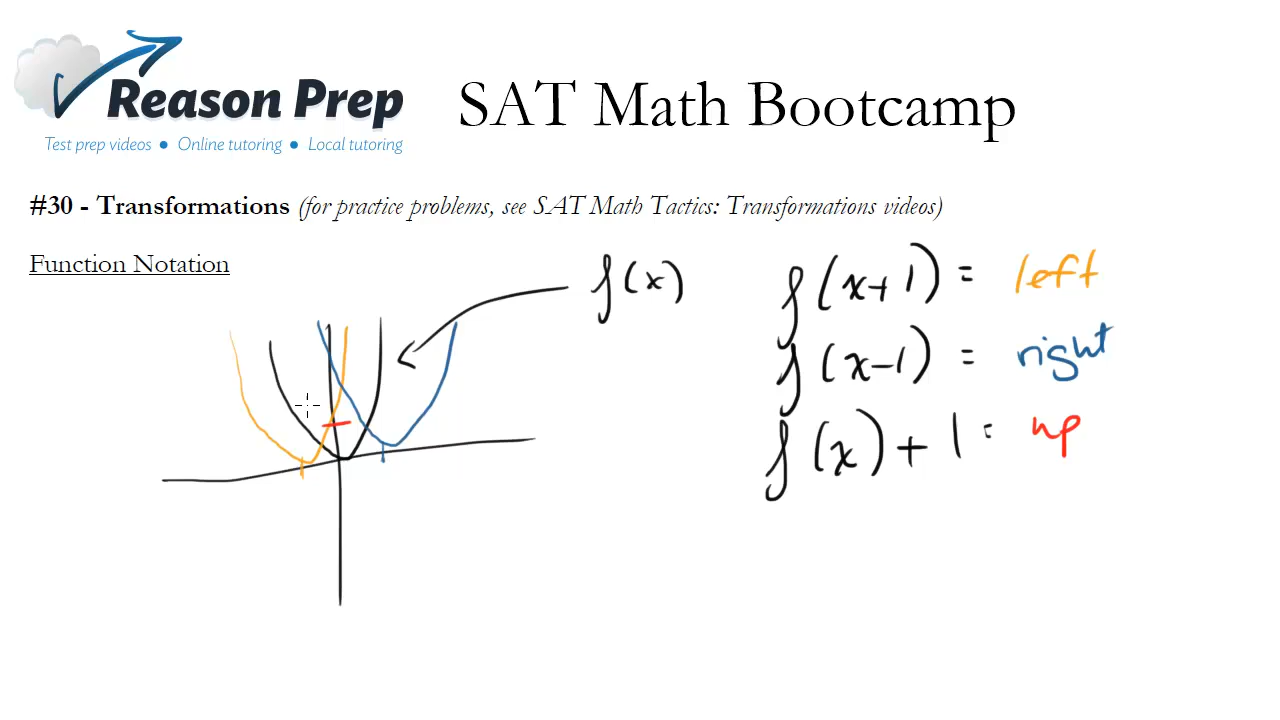 Reason Prep
Test prep videos ● Online tutoring ● Local tutoring
SAT Math Bootcamp
#30 - Transformations (for practice problems, see SAT Math Tactics: Transformations videos)
Function Notation
f(x)
f(x+1) = left
f(x-1) = right
f(x)+1 = up